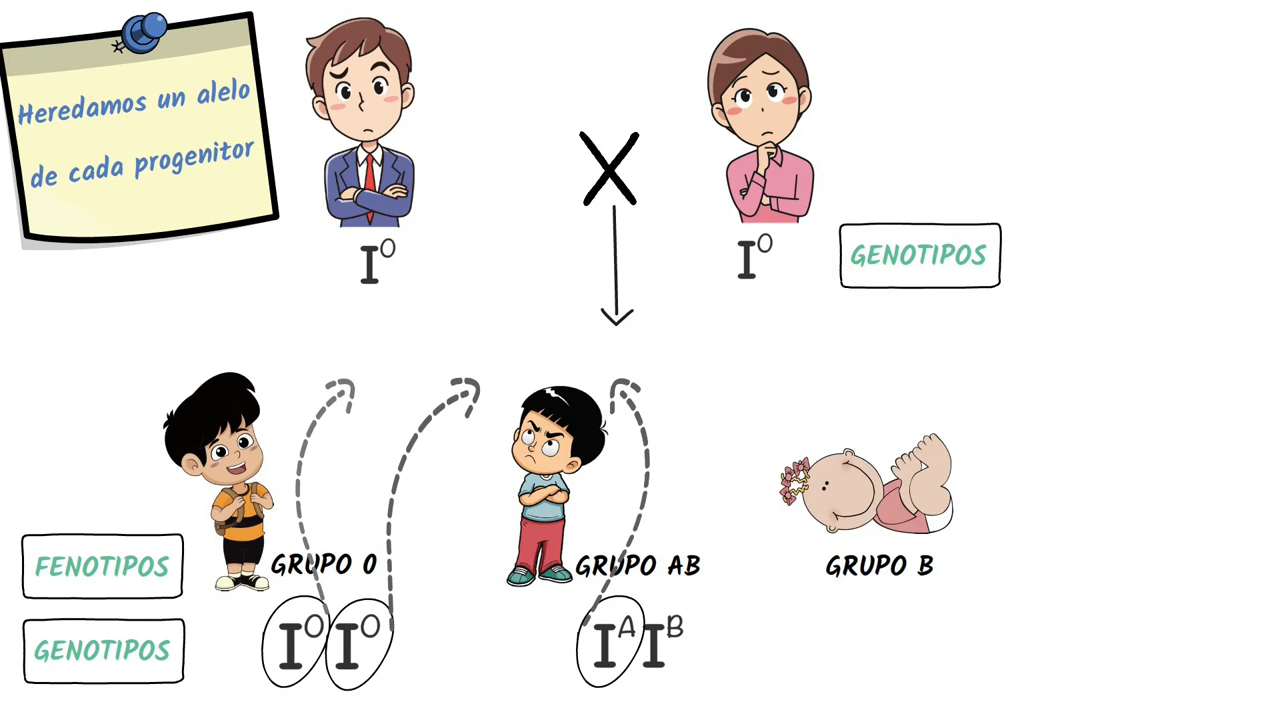 Heredamos un alelo
de cada progenitor
X
I^O
I^O
GENOTIPOS
FENOTIPOS
GRUPO O
GRUPO AB
GRUPO B
GENOTIPOS
I^O I^O
I^A I^B